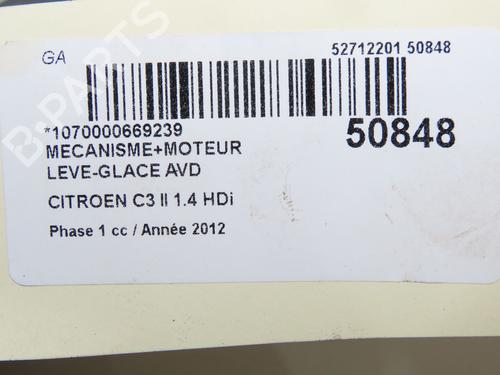 GA
52712201 50848
*1070000669239
50848
MECANISME+MOTEUR
LEVE-GLACE AVD
CITROEN C3 II 1.4 HDi
Phase 1 cc / Année 2012
B-PARTS